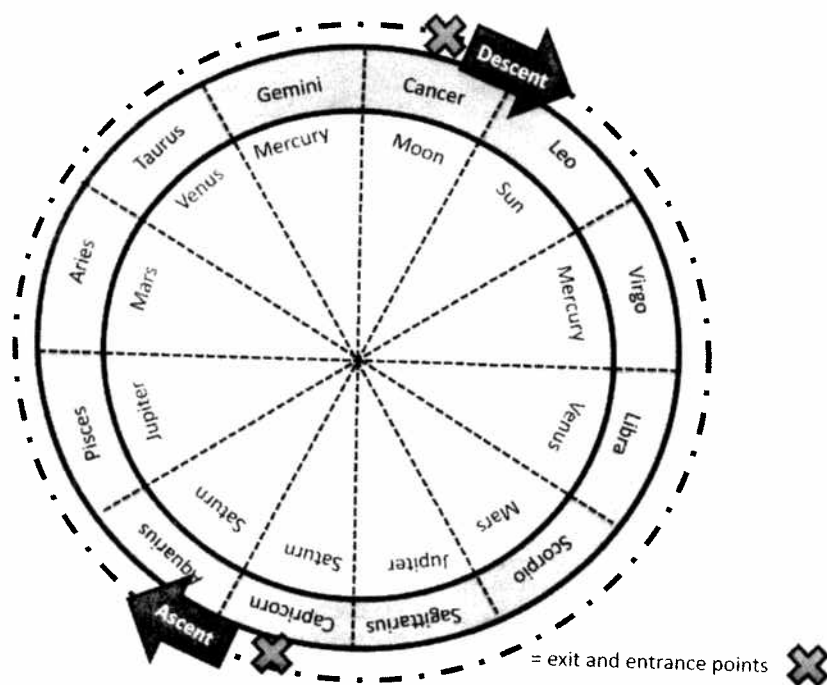 Descent
Gemini
Cancer
Taurus
Leo
Mercury
Moon
Venus
Sun
Aries
Virgo
Mars
Mercury
Pisces
Jupiter
Venus
Libra
Saturn
Mars
Saturn
Jupiter
Aquarius
Scorpio
Capricorn
Sagittarius
Ascent
= exit and entrance points